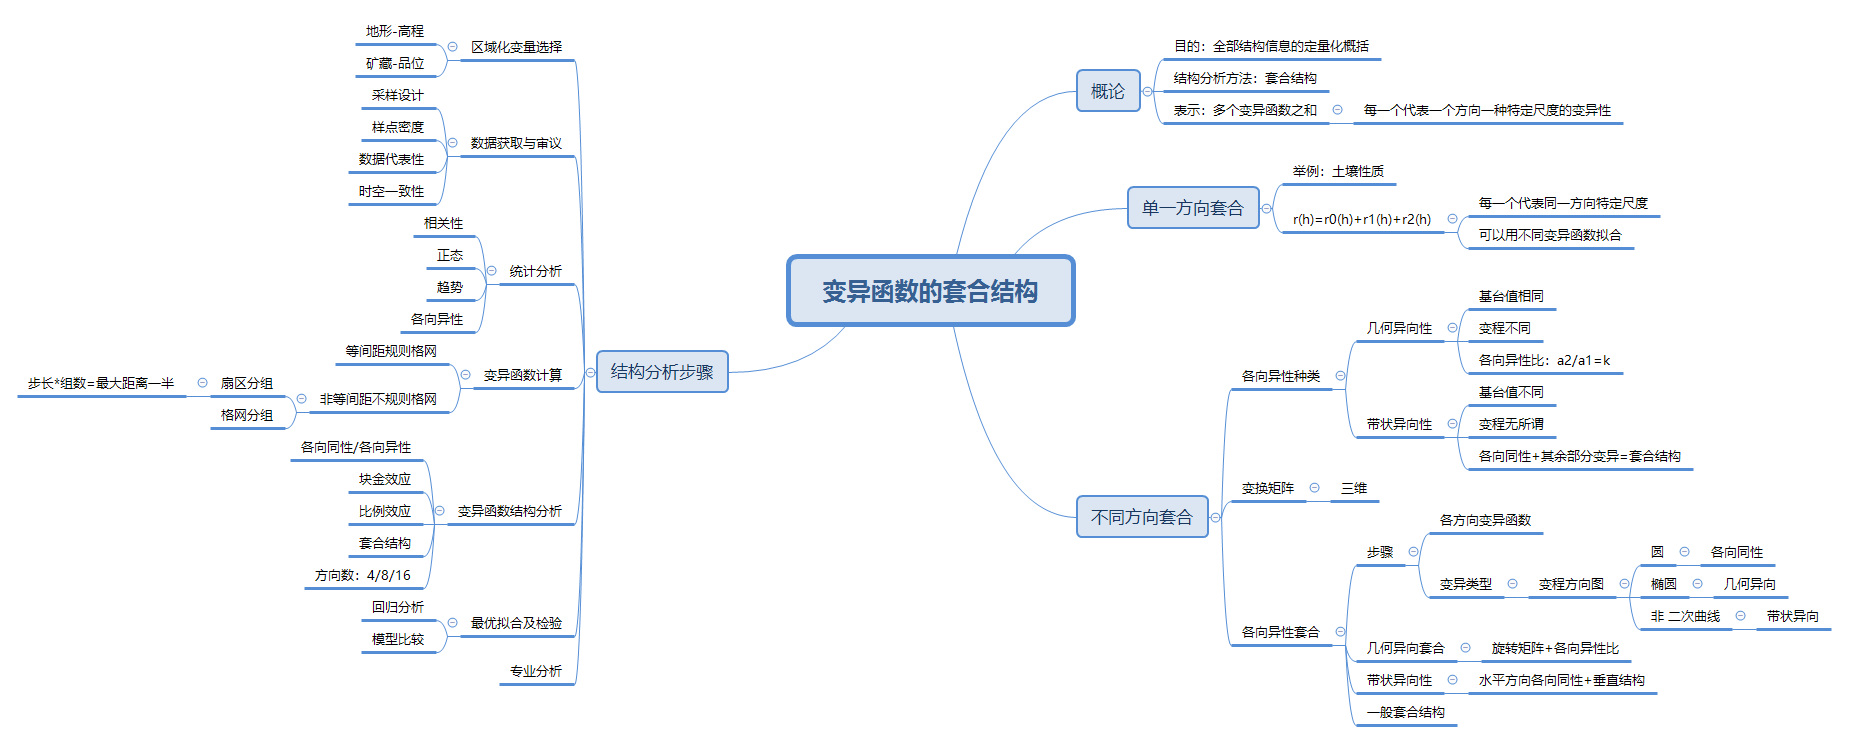 变异函数的套合结构
概论
目的：全部结构信息的定量化概括
结构分析方法：套合结构
表示：多个变异函数之和
每一个代表一个方向一种特定尺度的变异性
单一方向套合
举例：土壤性质
r(h)=r0(h)+r1(h)+r2(h)
每一个代表同一方向特定尺度
可以用不同变异函数拟合
不同方向套合
各向异性种类
几何异向性
基台值相同
变程不同
各向异性比：a2/a1=k
带状异向性
基台值不同
变程无所谓
各向同性+其余部分变异=套合结构
变换矩阵
三维
各向异性套合
步骤
各方向变异函数
变异类型
变程方向图
圆
各向同性
椭圆
几何异向
非 二次曲线
带状异向
几何异向套合
旋转矩阵+各向异性比
带状异向性
水平方向各向同性+垂直结构
一般套合结构
结构分析步骤
区域化变量选择
地形-高程
矿藏-品位
数据获取与审议
采样设计
样点密度
数据代表性
时空一致性
统计分析
相关性
正态
趋势
各向异性
变异函数计算
等间距规则格网
非等间距不规则格网
扇区分组
步长*组数=最大距离一半
格网分组
变异函数结构分析
各向同性/各向异性
块金效应
比例效应
套合结构
方向数：4/8/16
最优拟合及检验
回归分析
模型比较
专业分析